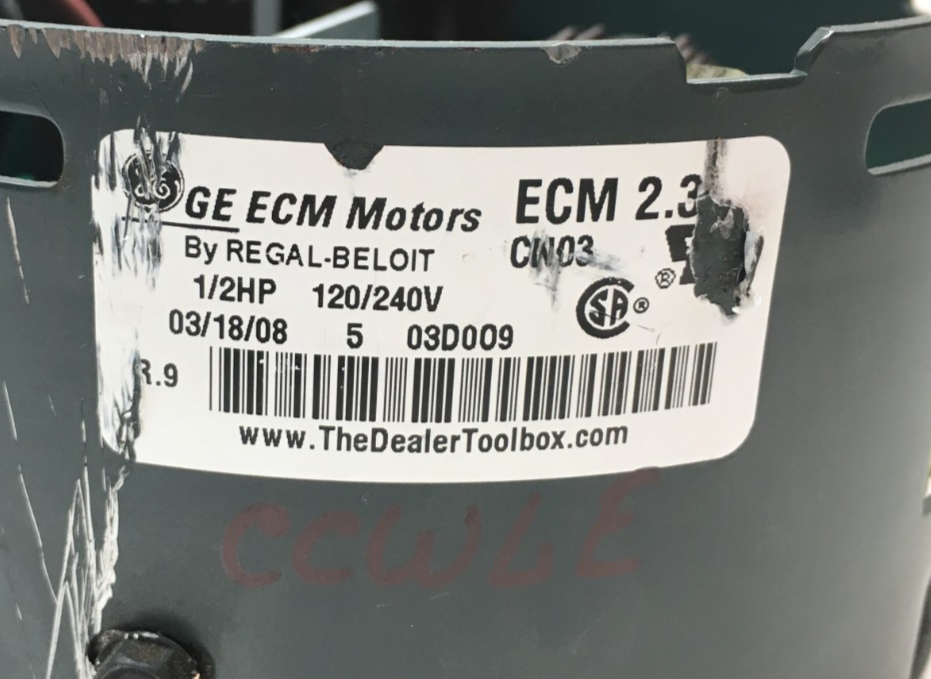 GE ECM Motors
By REGAL-BELOIT
1/2HP 120/240V
03/18/08 5 03D009
R.9
www.TheDealerToolbox.com
ECM 2.3
CW03
SA®
®
CCWLE